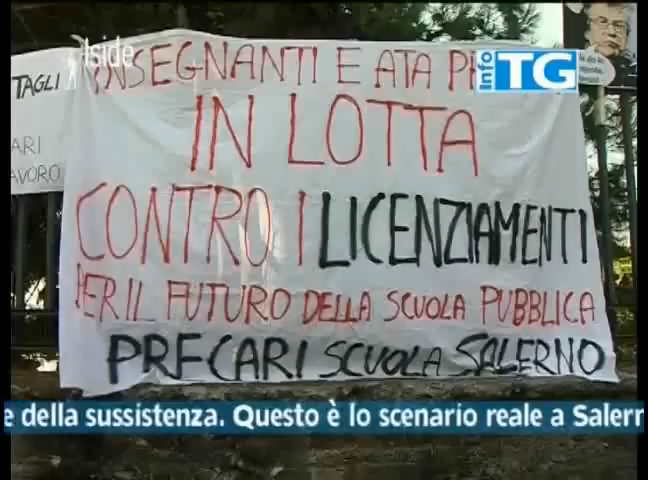 Iside
Info TG
TAGLI
ARI
AVORO
INSEGNANTI E ATA
IN LOTTA
CONTRO I LICENZIAMENTI
PER IL FUTURO DELLA SCUOLA PUBBLICA
PRECARI SCUOLA SALERNO
e della sussistenza. Questo è lo scenario reale a Salern